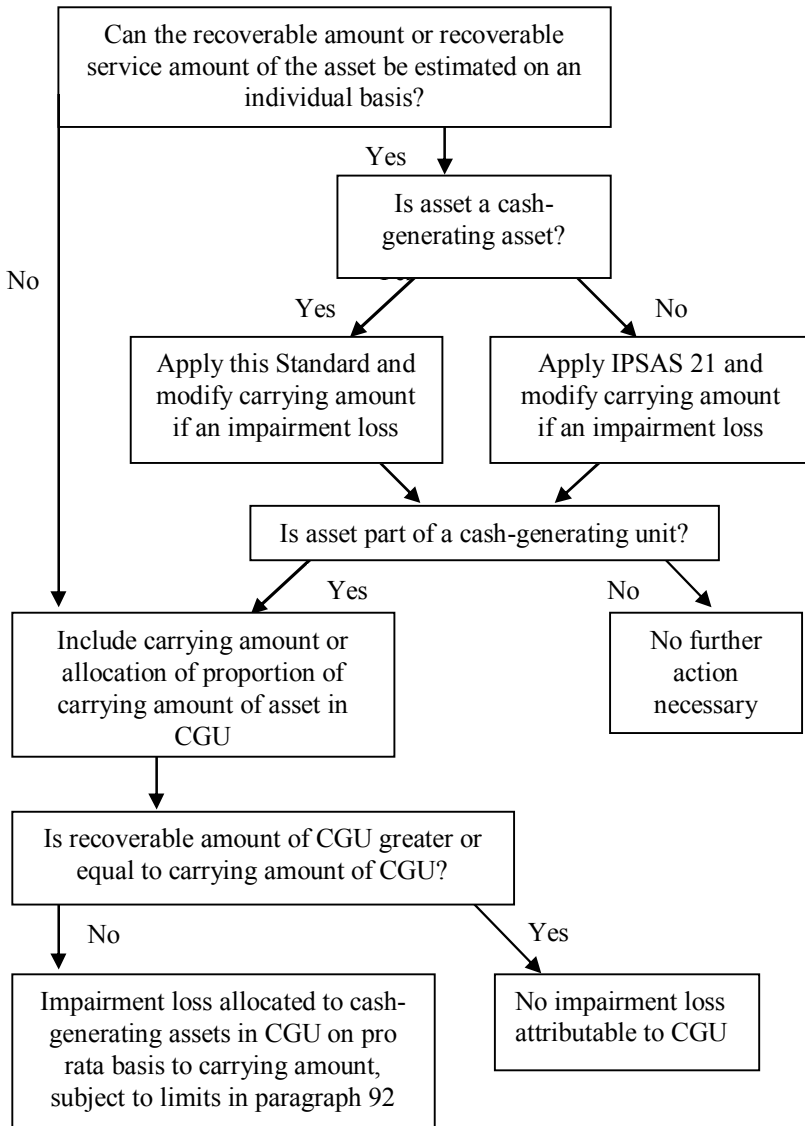 Can the recoverable amount or recoverable
service amount of the asset be estimated on an
individual basis?
Yes
Is asset a cash-
generating asset?
No
Yes
No
Apply this Standard and
modify carrying amount
if an impairment loss
Apply IPSAS 21 and
modify carrying amount
if an impairment loss
Is asset part of a cash-generating unit?
Yes
No
Include carrying amount or
allocation of proportion of
carrying amount of asset in
CGU
No further
action
necessary
Is recoverable amount of CGU greater or
equal to carrying amount of CGU?
No
Yes
Impairment loss allocated to cash-
generating assets in CGU on pro
rata basis to carrying amount,
subject to limits in paragraph 92
No impairment loss
attributable to CGU